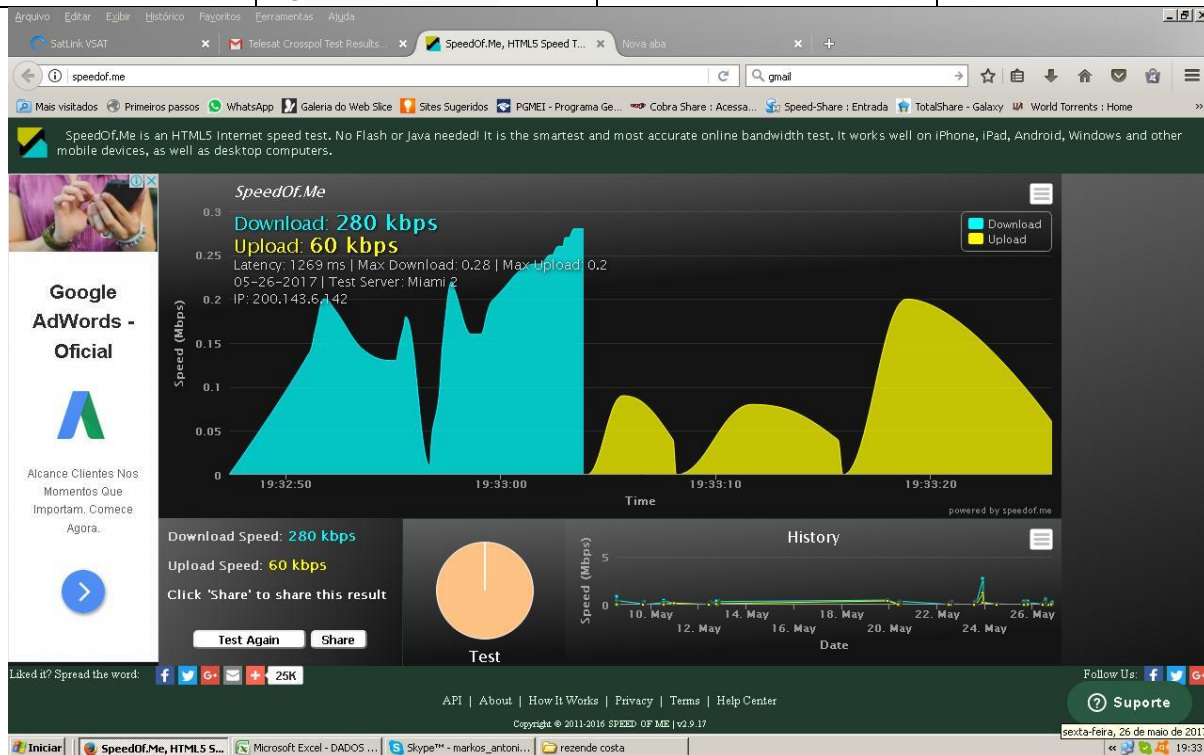 Arquivo Editar Exibir Histórico Favoritos Ferramentas Ajuda
SatLink VSAT
Telesat Crosspol Test Results...
SpeedOf.Me, HTML5 Speed T...
Nova aba
speedof.me
gmail
Mais visitados Primeiros passos WhatsApp Galeria do Web Slice Sites Sugeridos PGMEI - Programa Ge... Cobra Share : Acessa... Speed-Share : Entrada TotalShare - Galaxy World Torrents : Home
SpeedOf.Me is an HTML5 Internet speed test. No Flash or Java needed! It is the smartest and most accurate online bandwidth test. It works well on iPhone, iPad, Android, Windows and other
mobile devices, as well as desktop computers.
Google
AdWords -
Oficial
Alcance Clientes Nos
Momentos Que
Importam. Comece
Agora.
SpeedOf.Me
Download: 280 kbps
Upload: 60 kbps
Latency: 1269 ms | Max Download: 0.28 | Max Upload: 0.2
05-26-2017 | Test Server: Miami 2
IP: 200.143.6.142
Download
Upload
Speed (Mbps)
0.3
0.25
0.2
0.15
0.1
0.05
0
19:32:50 19:33:00 19:33:10 19:33:20
Time
powered by speedof.me
Download Speed: 280 kbps
Upload Speed: 60 kbps
Click 'Share' to share this result
Test Again Share
Test
History
Speed (Mbps)
5
0
10. May 14. May 18. May 22. May 26. May
12. May 16. May 20. May 24. May
Date
Liked it? Spread the word:
25K
Follow Us:
API | About | How It Works | Privacy | Terms | Help Center
Copyright © 2011-2016 SPEED OF ME | v2.9.17
Suporte
sexta-feira, 26 de maio de 201
Iniciar SpeedOf.Me, HTML5 S... Microsoft Excel - DADOS ... Skype™ - markos_antoni... rezende costa